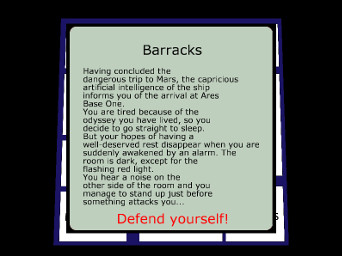 Barracks
Having concluded the
dangerous trip to Mars, the capricious
artificial intelligence of the ship
informs you of the arrival at Ares
Base One.
You are tired because of the
odyssey you have lived, so you
decide to go straight to sleep.
But your hopes of having a
well-deserved rest disappear when you are
suddenly awakened by an alarm. The
room is dark, except for the
flashing red light.
You hear a noise on the
other side of the room and you
manage to stand up just before
something attacks you...
Defend yourself!